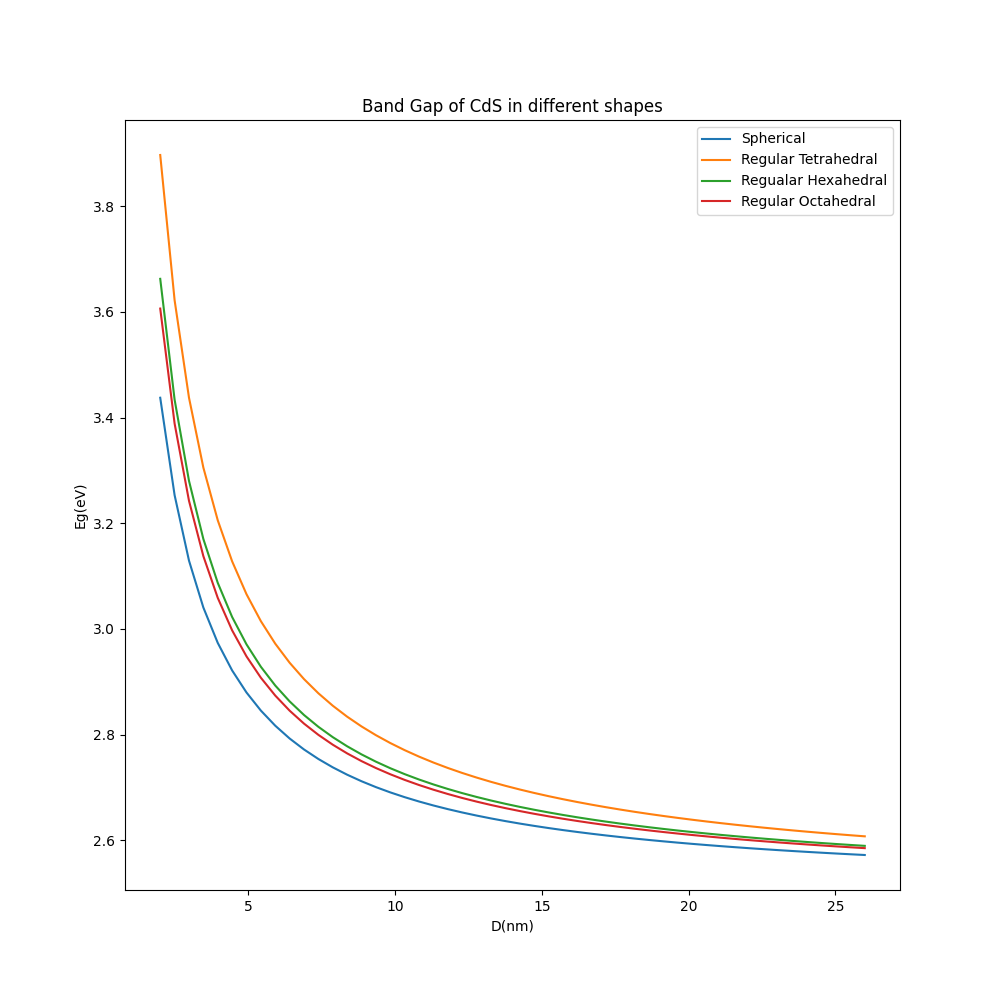 Band Gap of CdS in different shapes
Spherical
Regular Tetrahedral
Regualar Hexahedral
Regular Octahedral
3.8
3.6
3.4
3.2
3.0
2.8
2.6
Eg(eV)
5
10
15
20
25
D(nm)